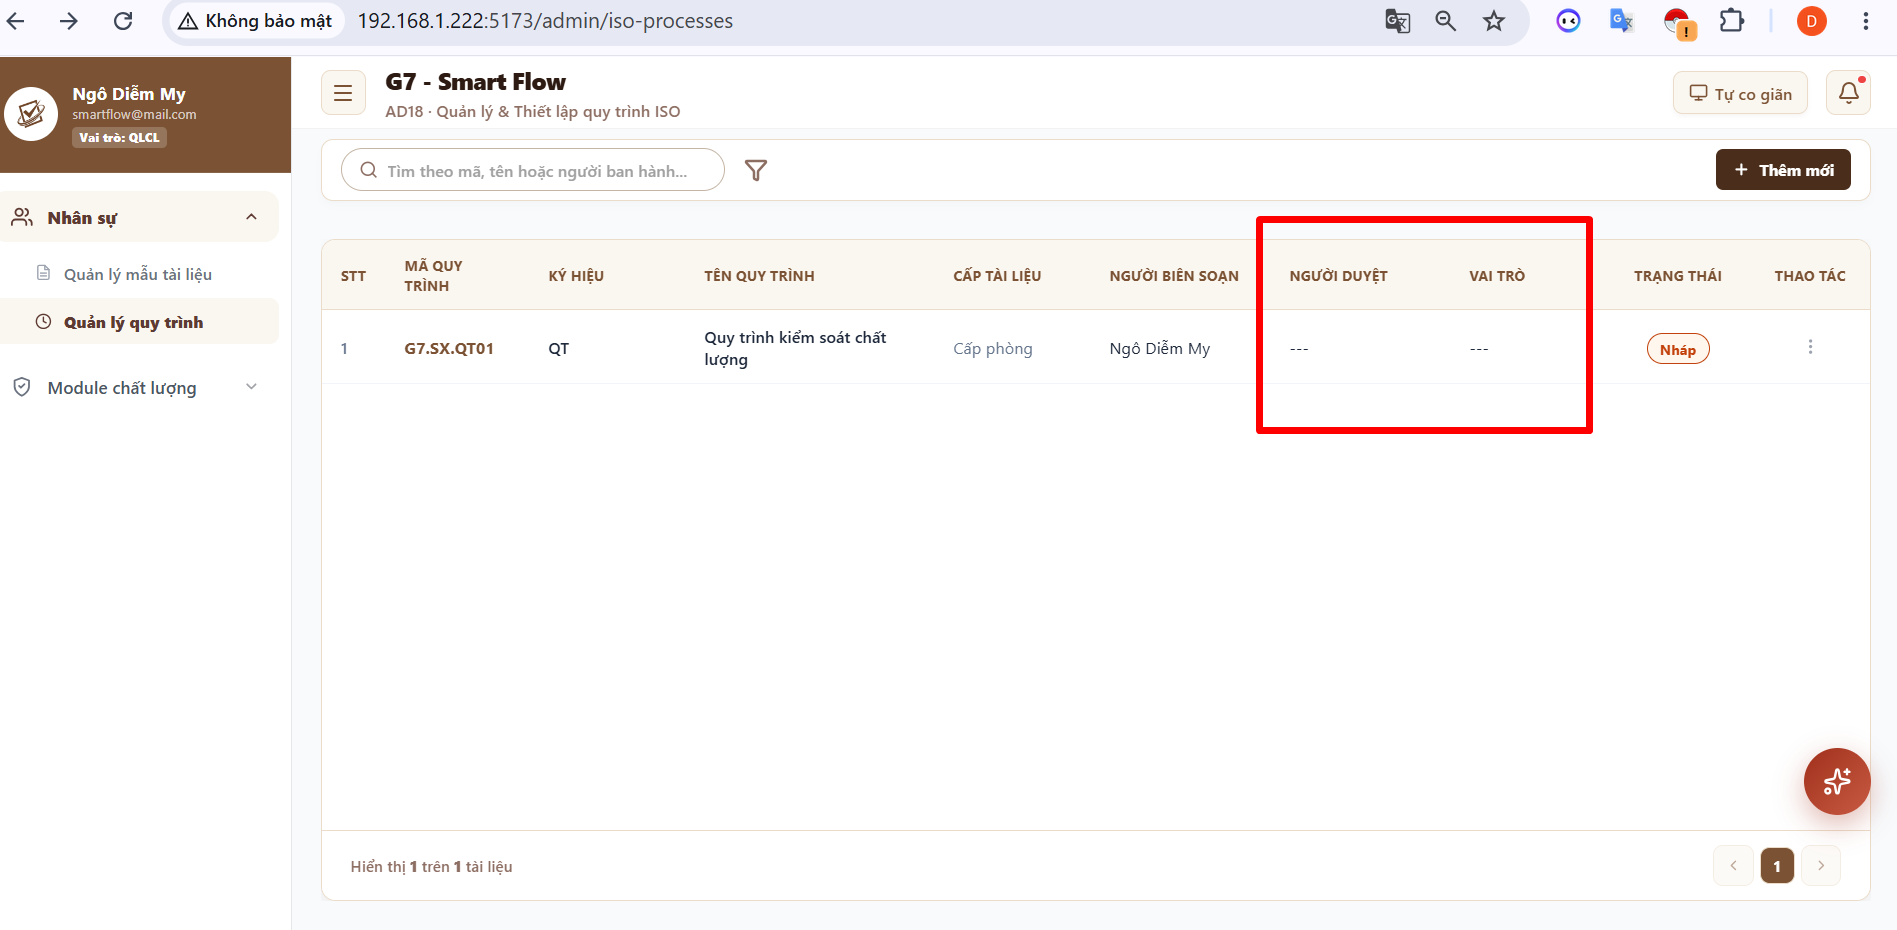 Không bảo mật
192.168.1.222:5173/admin/iso-processes
D
Ngô Diễm My
smartflow@mail.com
Vai trò: QLCL
Nhân sự
Quản lý mẫu tài liệu
Quản lý quy trình
Module chất lượng
G7 - Smart Flow
AD18 · Quản lý & Thiết lập quy trình ISO
Tự co giãn
Tìm theo mã, tên hoặc người ban hành...
+ Thêm mới
STT
MÃ QUY
TRÌNH
KÝ HIỆU
TÊN QUY TRÌNH
CẤP TÀI LIỆU
NGƯỜI BIÊN SOẠN
NGƯỜI DUYỆT
VAI TRÒ
TRẠNG THÁI
THAO TÁC
1
G7.SX.QT01
QT
Quy trình kiểm soát chất
lượng
Cấp phòng
Ngô Diễm My
---
---
Nháp
Hiển thị 1 trên 1 tài liệu
1